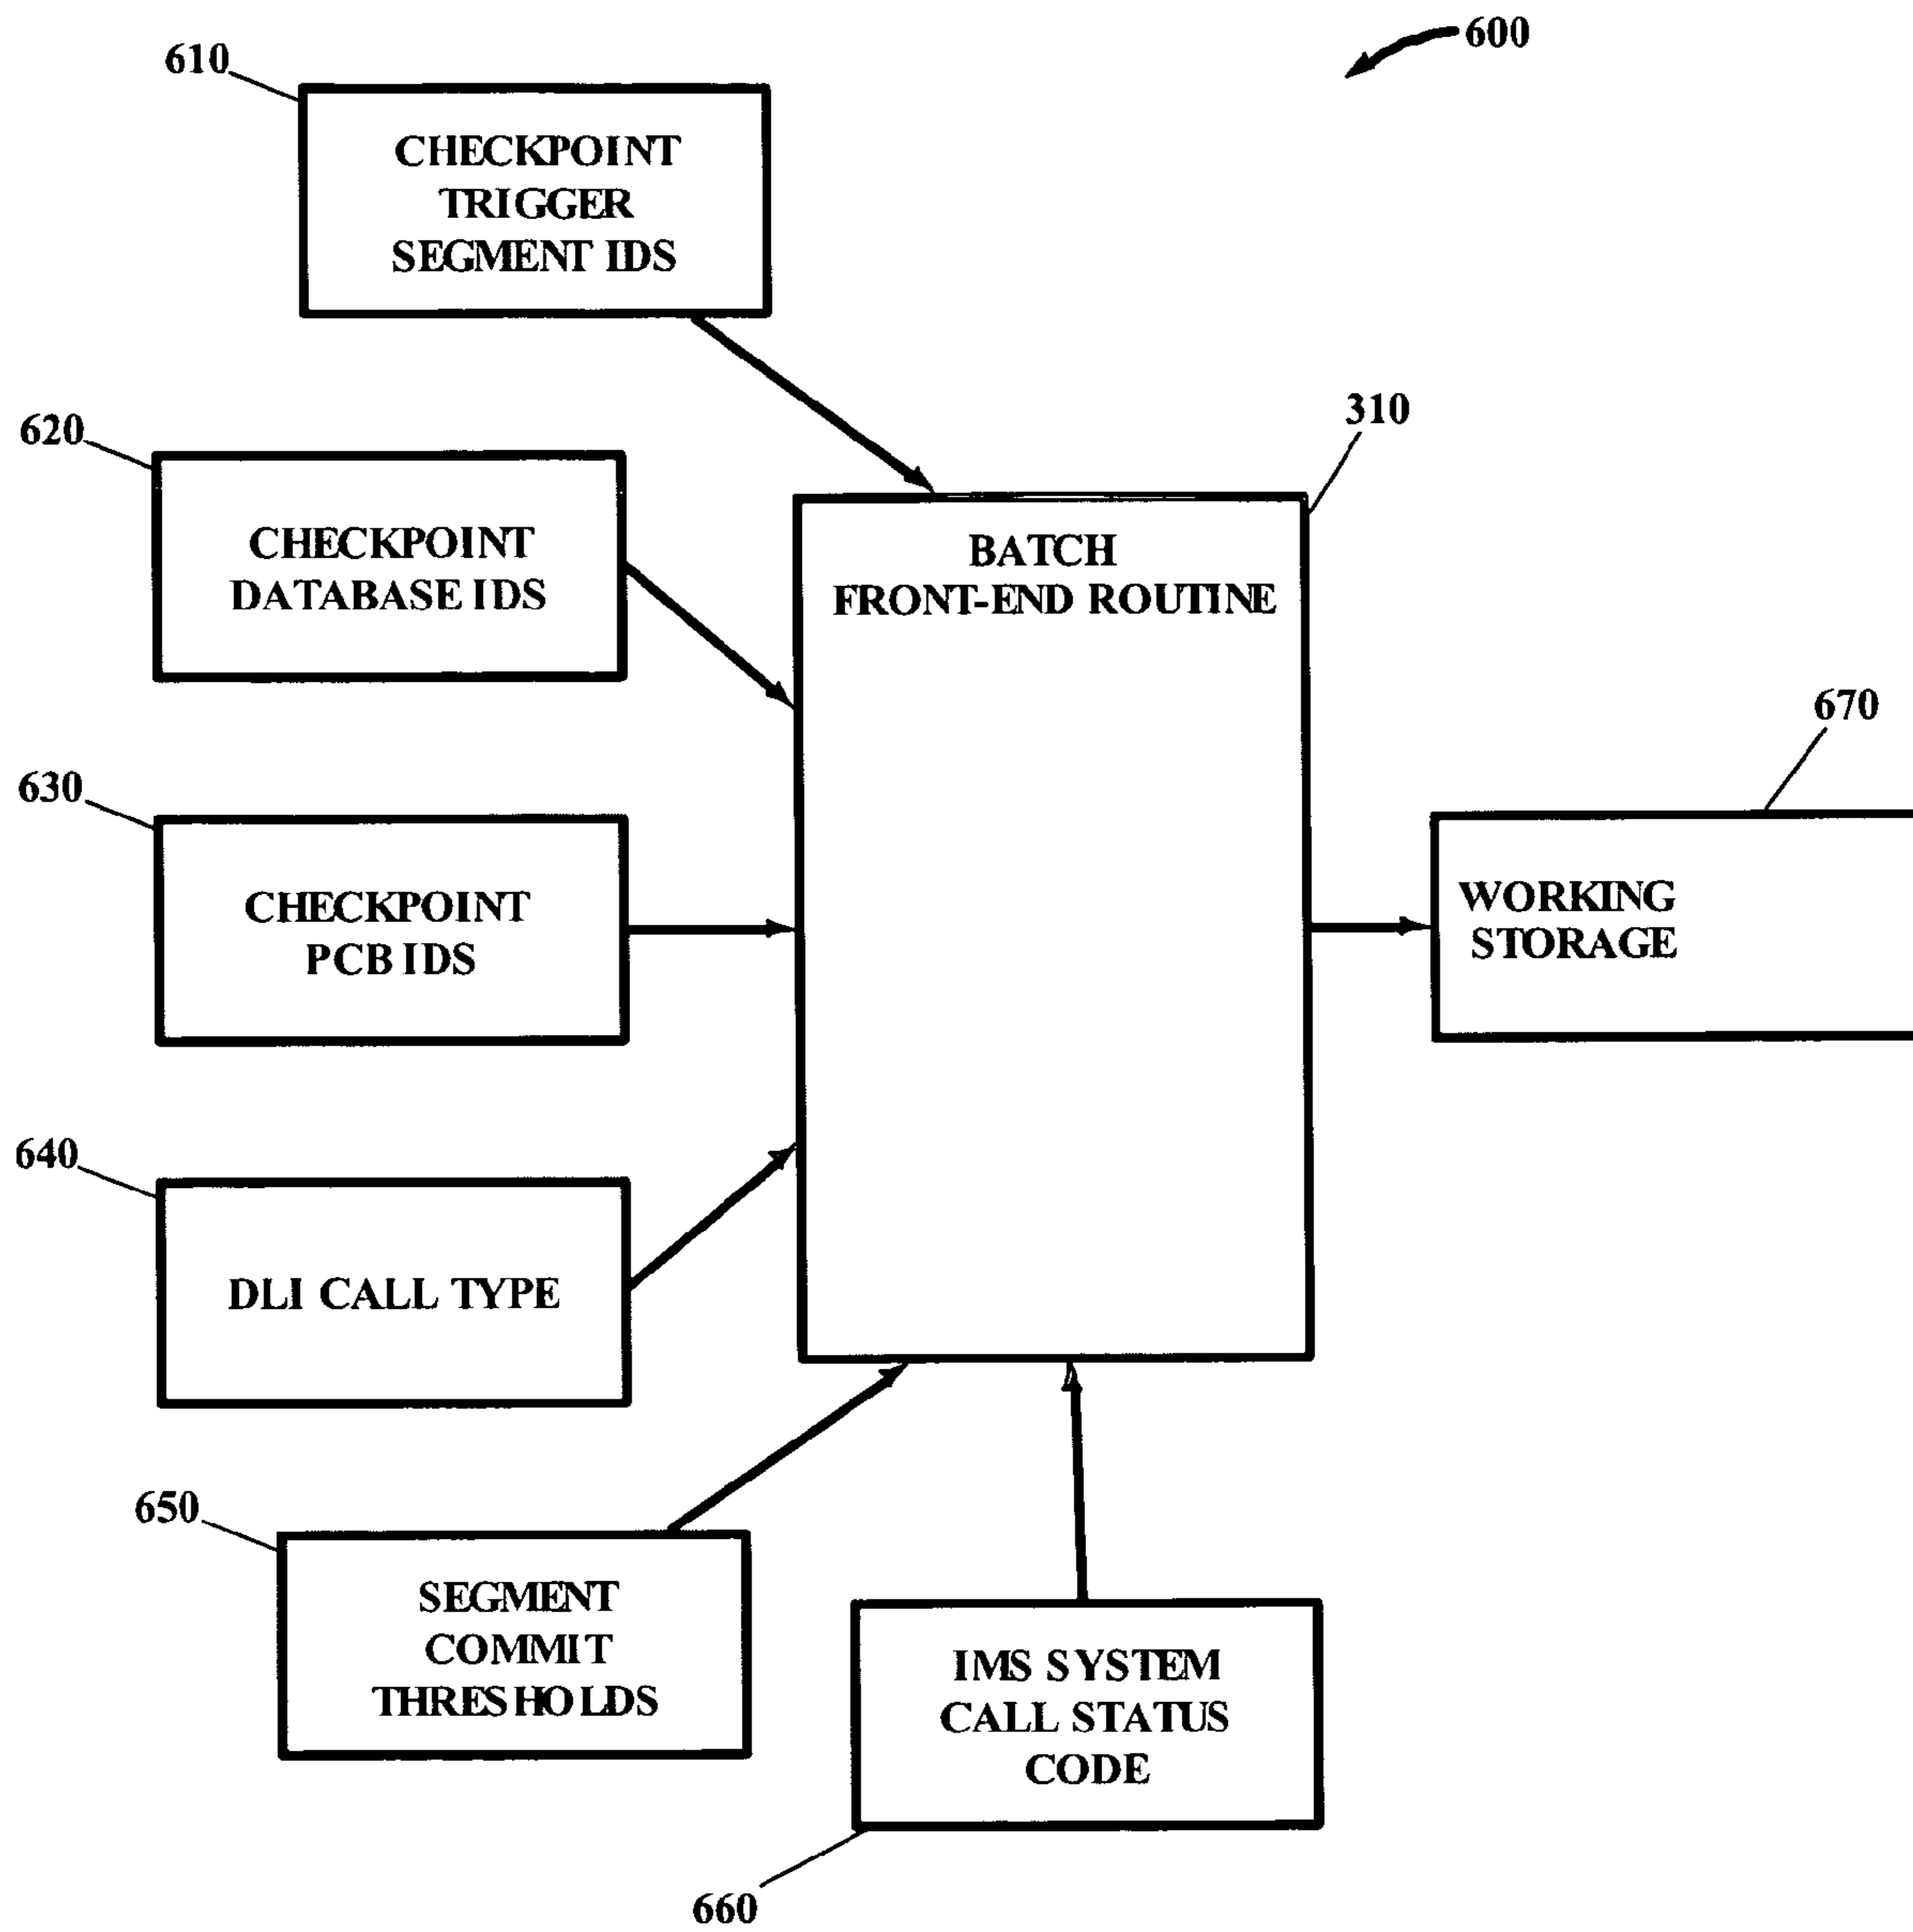 600
610
CHECKPOINT
TRIGGER
SEGMENT IDS
620
CHECKPOINT
DATABASE IDS
310
BATCH
FRONT-END ROUTINE
630
CHECKPOINT
PCB IDS
670
WORKING
STORAGE
640
DLI CALL TYPE
650
SEGMENT
COMMIT
THRESHOLDS
IMS SYSTEM
CALL STATUS
CODE
660